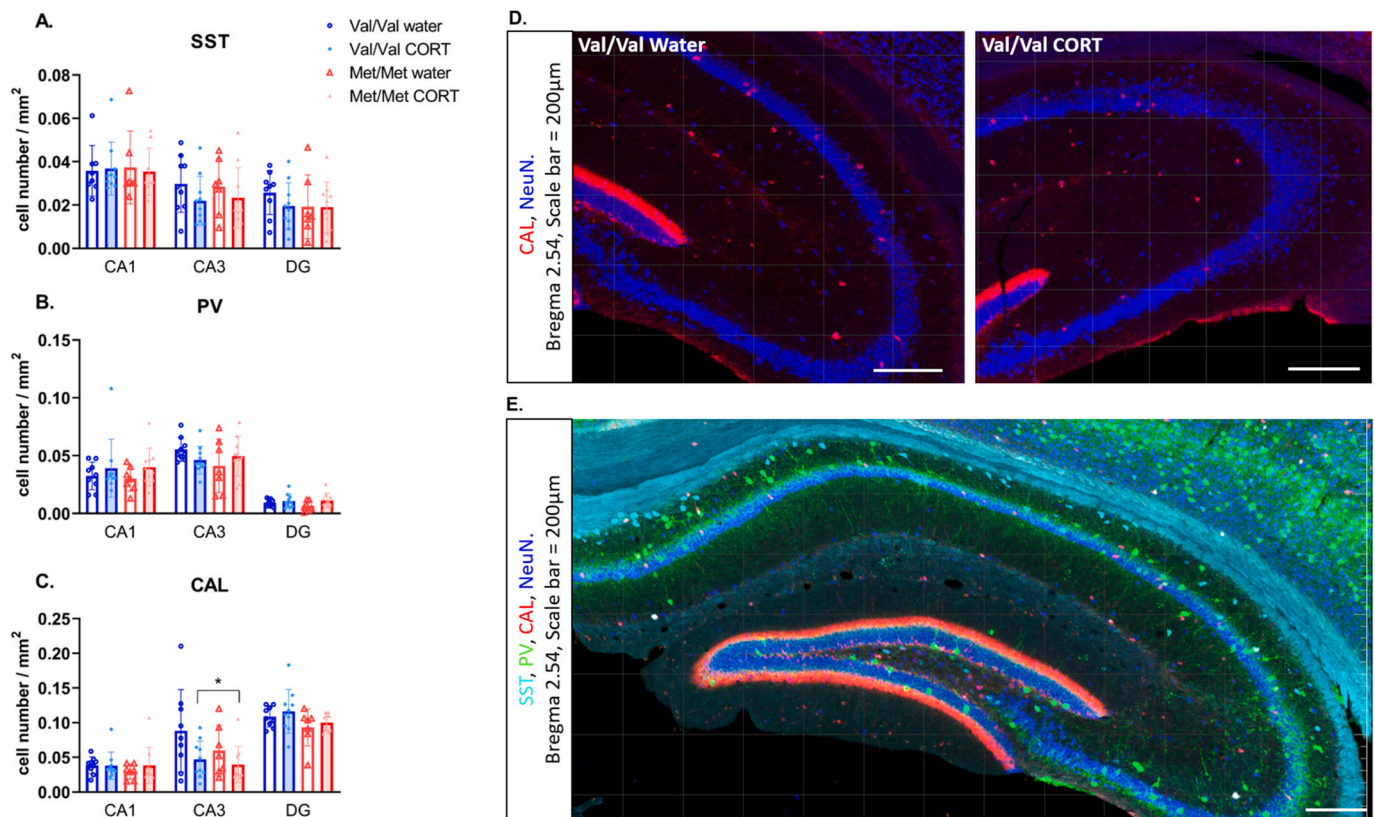 A.
SST
Val/Val water
Val/Val CORT
Met/Met water
Met/Met CORT
cell number / mm²
0.08
0.06
0.04
0.02
0.00
CA1 CA3 DG
B.
PV
cell number / mm²
0.15
0.10
0.05
0.00
CA1 CA3 DG
C.
CAL
cell number / mm²
0.25
0.20
0.15
0.10
0.05
0.00
*
CA1 CA3 DG
D.
CAL, NeuN.
Bregma 2.54, Scale bar = 200µm
Val/Val Water
Val/Val CORT
E.
SST, PV, CAL, NeuN.
Bregma 2.54, Scale bar = 200µm